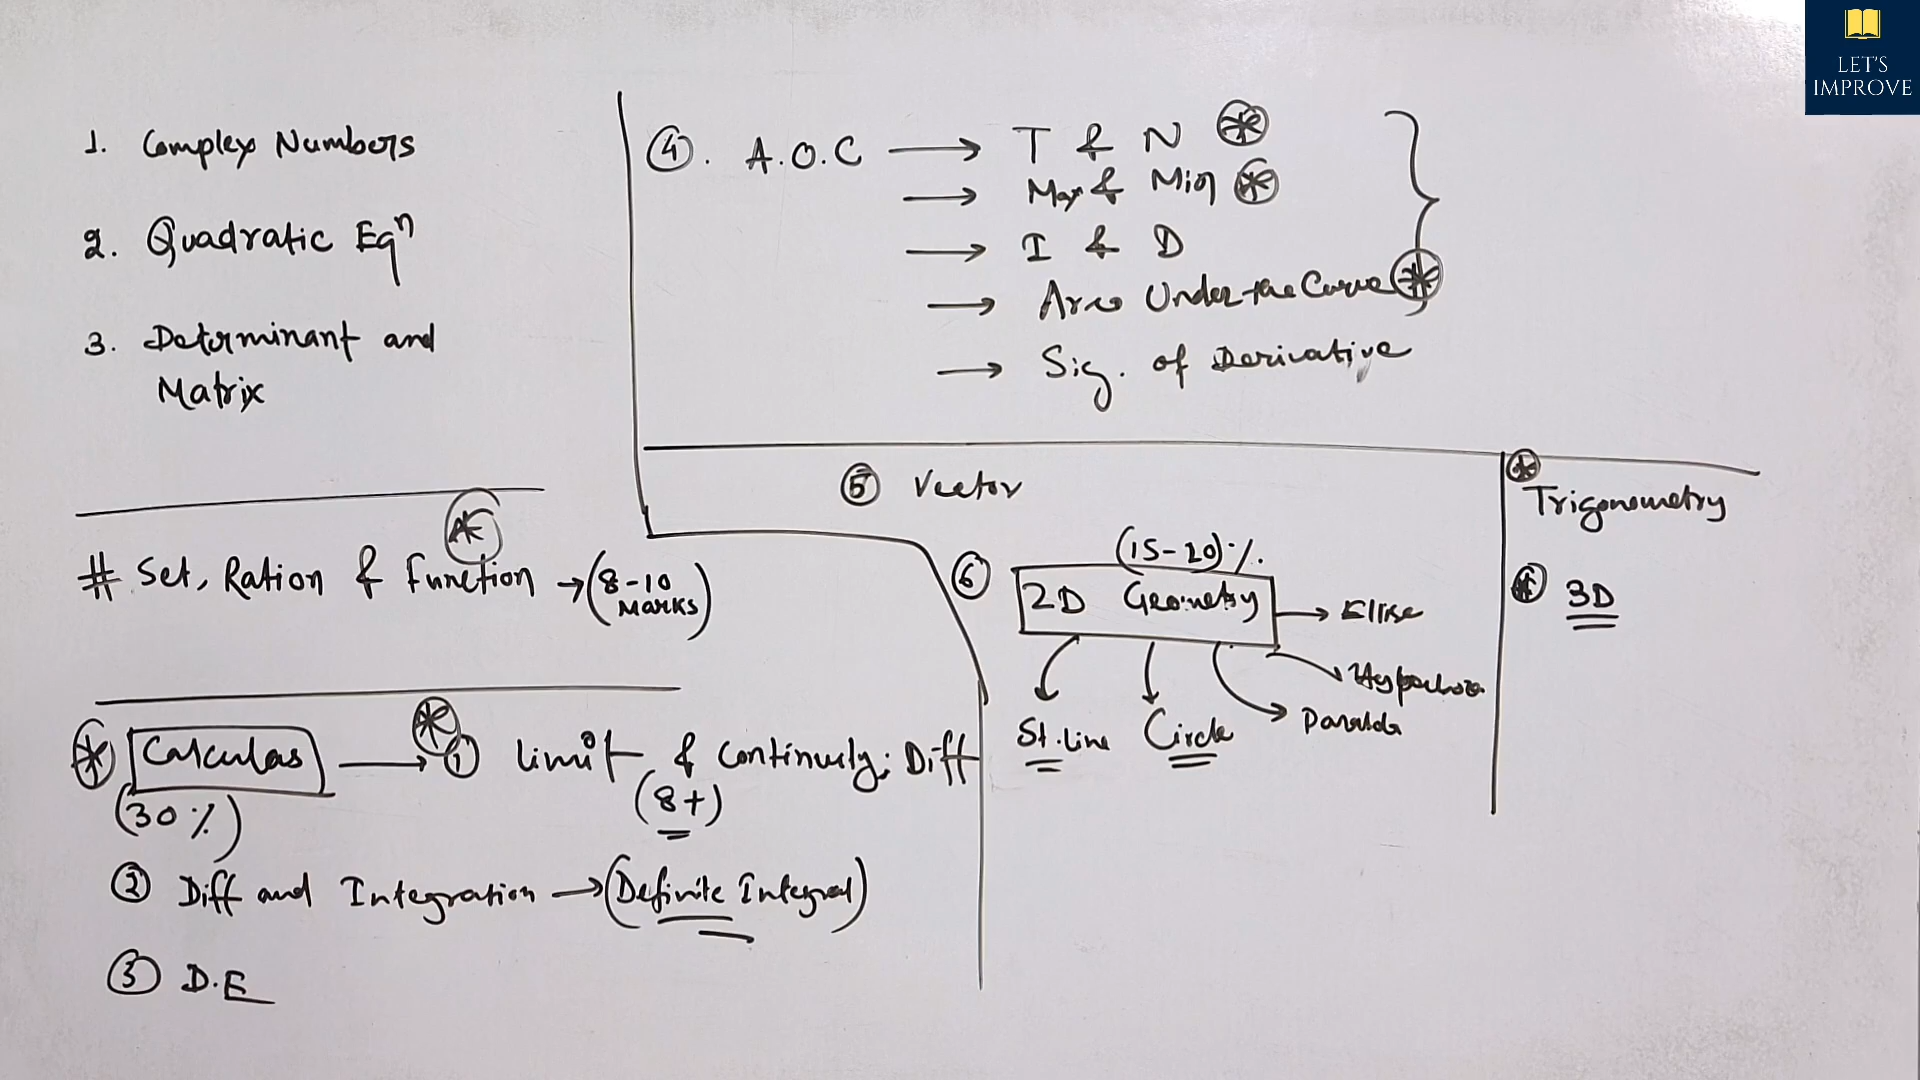 LET'S
IMPROVE
1. Complex Numbers
2. Quadratic Eqⁿ
3. Determinant and
Matrix
# Set, Ration & Function → (8-10
MARKS)
Calculas → ① Limit & Continuity; Diff
(30%)
(8+)
② Diff and Integration → (Definite Integral)
③ D.E
④. A.O.C → T & N
→ Max & Min
→ I & D
→ Area Under the Curve
→ Sig. of Derivative
⑤ Vector
(15-20)%.
⑥ 2D Geometry → Ellise
Hyperbola
Parabola
St. Line
Circle
Trigonometry
3D